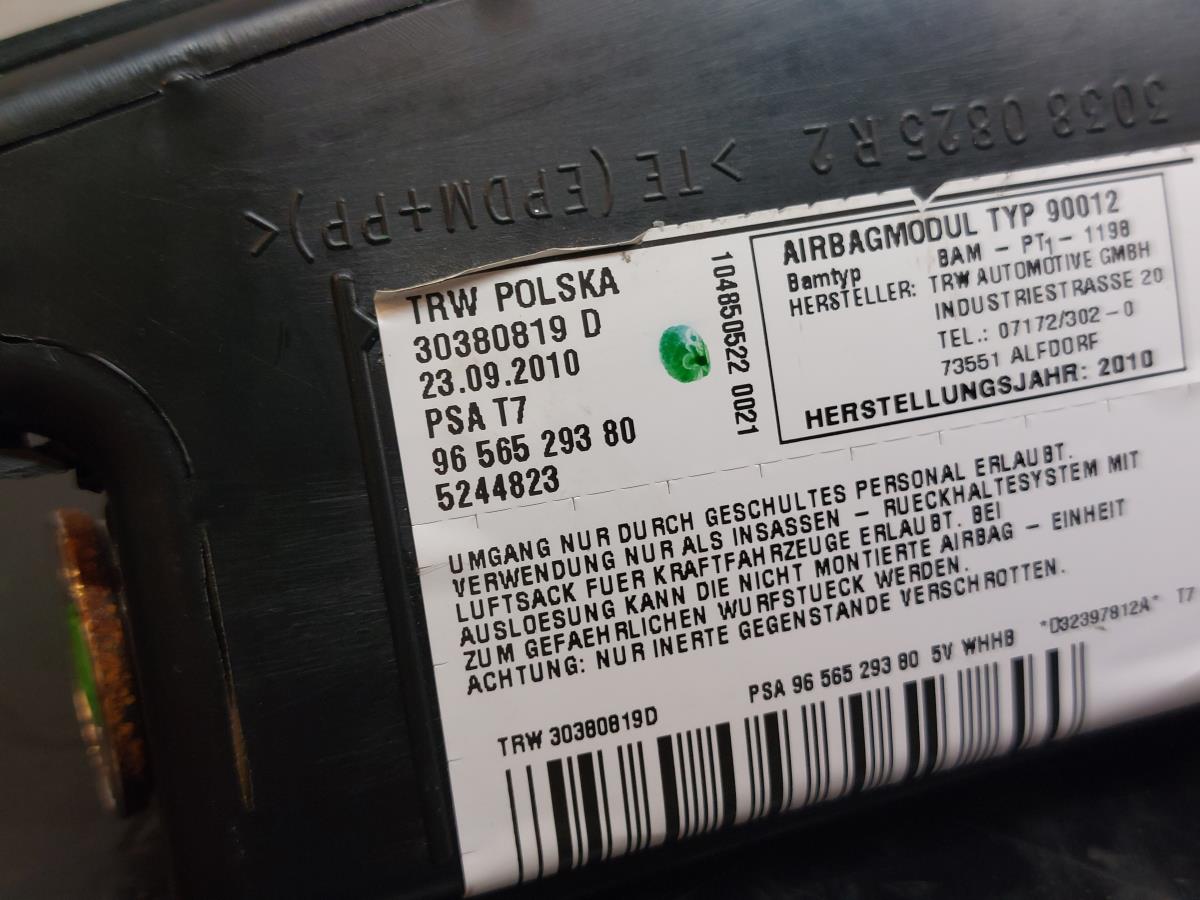 3038 0825 R2 >TE (EPDM+PP)<
TRW POLSKA
30380819 D
23.09.2010
PSA T7
96 565 293 80
5244823
104850522 0021
AIRBAGMODUL TYP 90012
Bamtyp BAM - PT1 - 1198
HERSTELLER: TRW AUTOMOTIVE GMBH
INDUSTRIESTRASSE 20
TEL.: 07172/302-0
73551 ALFDORF
HERSTELLUNGSJAHR: 2010
UMGANG NUR DURCH GESCHULTES PERSONAL ERLAUBT.
VERWENDUNG NUR ALS INSASSEN - RUECKHALTESYSTEM MIT
LUFTSACK FUER KRAFTFAHRZEUGE ERLAUBT. BEI
AUSLOESUNG KANN DIE NICHT MONTIERTE AIRBAG - EINHEIT
ZUM GEFAEHRLICHEN WURFSTUECK WERDEN.
ACHTUNG: NUR INERTE GEGENSTANDE VERSCHROTTEN.
TRW 30380819D
PSA 96 565 293 80 5V WHHB *032397812A* T7